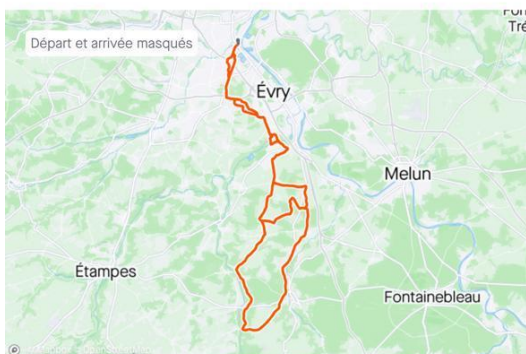 Départ et arrivée masqués
Évry
Melun
Étampes
Fontainebleau